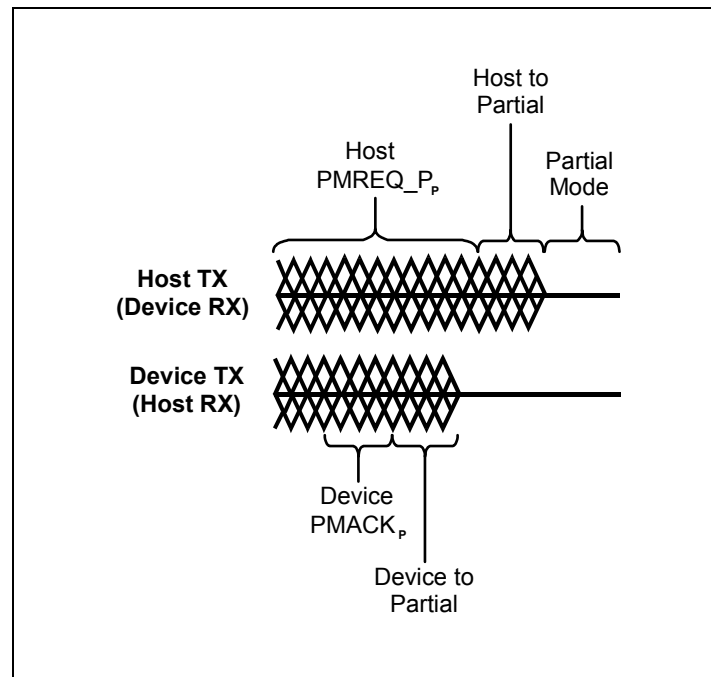 Host to
Partial
Host
PMREQ_PP
Partial
Mode
Host TX
(Device RX)
Device TX
(Host RX)
Device
PMACKP
Device to
Partial